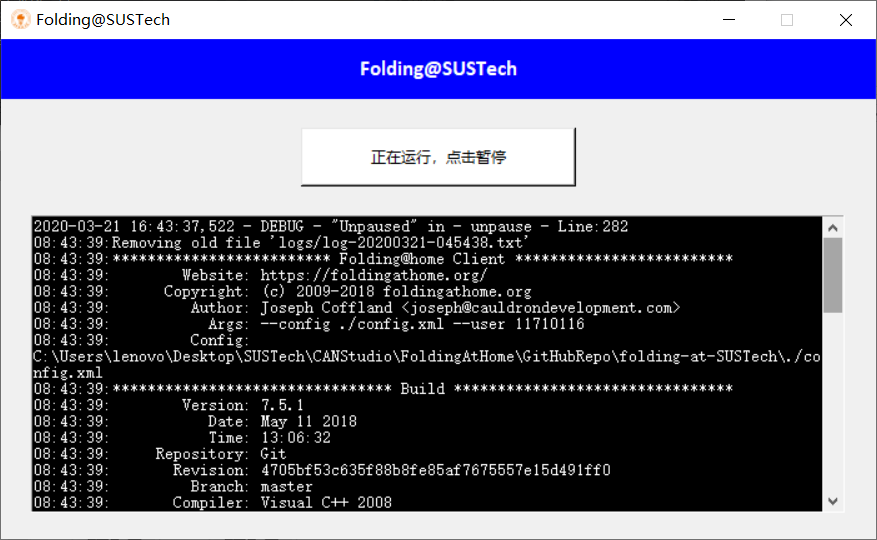 Folding@SUSTech
Folding@SUSTech
正在运行，点击暂停
2020-03-21 16:43:37,522 - DEBUG - "Unpaused" in - unpause - Line:282
08:43:39:Removing old file 'logs/log-20200321-045438.txt'
08:43:39:************************* Folding@home Client *************************
08:43:39:        Website: https://foldingathome.org/
08:43:39:      Copyright: (c) 2009-2018 foldingathome.org
08:43:39:         Author: Joseph Coffland <joseph@cauldrondevelopment.com>
08:43:39:           Args: --config ./config.xml --user 11710116
08:43:39:         Config:
C:\Users\lenovo\Desktop\SUSTech\CANStudio\FoldingAtHome\GitHubRepo\folding-at-SUSTech\./co
nfig.xml
08:43:39:******************************** Build ********************************
08:43:39:        Version: 7.5.1
08:43:39:           Date: May 11 2018
08:43:39:           Time: 13:06:32
08:43:39:     Repository: Git
08:43:39:       Revision: 4705bf53c635f88b8fe85af7675557e15d491ff0
08:43:39:         Branch: master
08:43:39:       Compiler: Visual C++ 2008